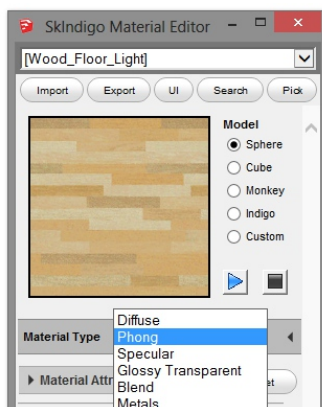 SkIndigo Material Editor
[Wood_Floor_Light]
Import Export UI Search Pick
Model
Sphere
Cube
Monkey
Indigo
Custom
Diffuse
Material Type Phong
Specular
Glossy Transparent
Material Attr
Blend
Metals